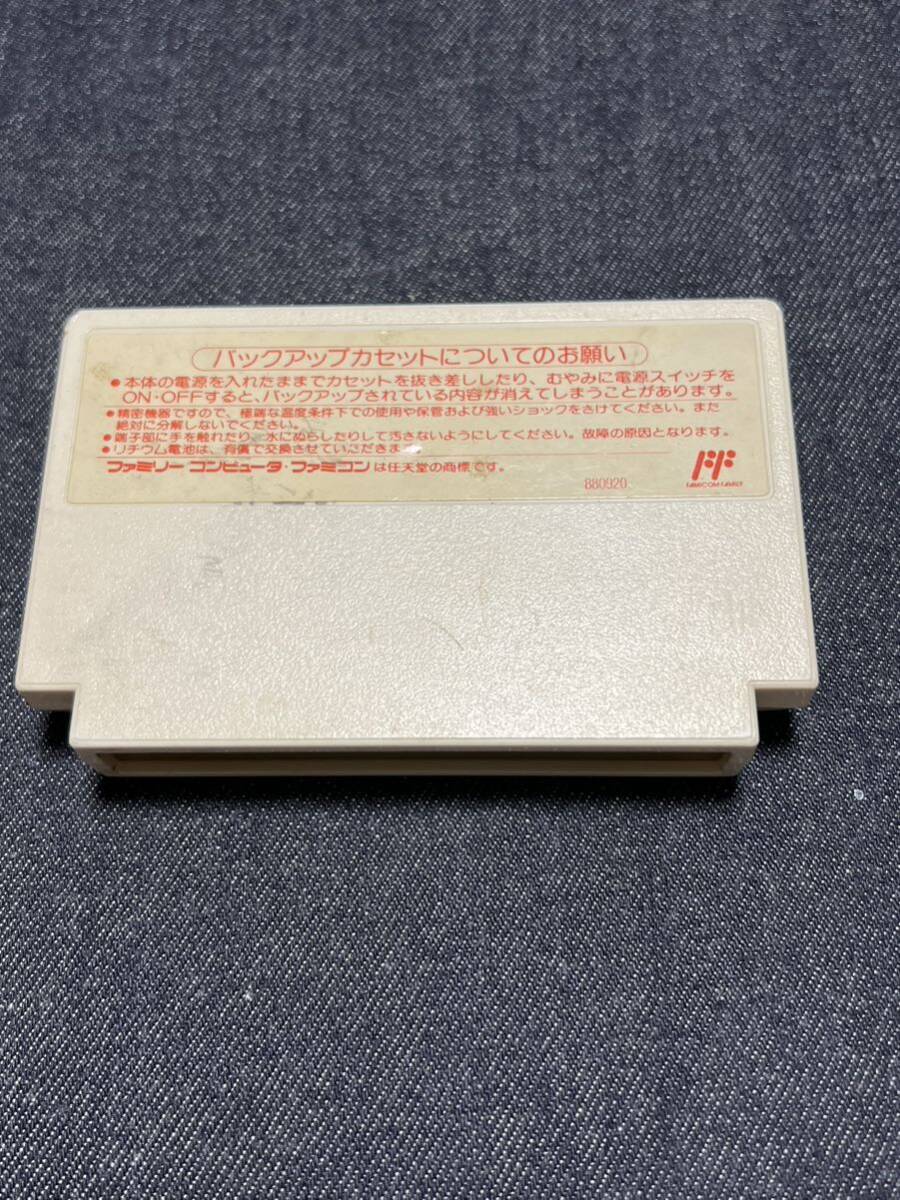 バックアップカセットについてのお願い
●本体の電源を入れたままでカセットを抜き差ししたり、むやみに電源スイッチを
ON・OFFすると、バックアップされている内容が消えてしまうことがあります。
●精密機器ですので、極端な温度条件下での使用や保管および強いショックをさけてください。また
絶対に分解しないでください。
●端子部に手を触れたり、水にぬらしたりして汚さないようにしてください。故障の原因となります。
●リチウム電池は、有償で交換させていただきま
ファミリー コンピュータ・ファミコンは任天堂の商標です。
880920
FAMICOM FAMILY